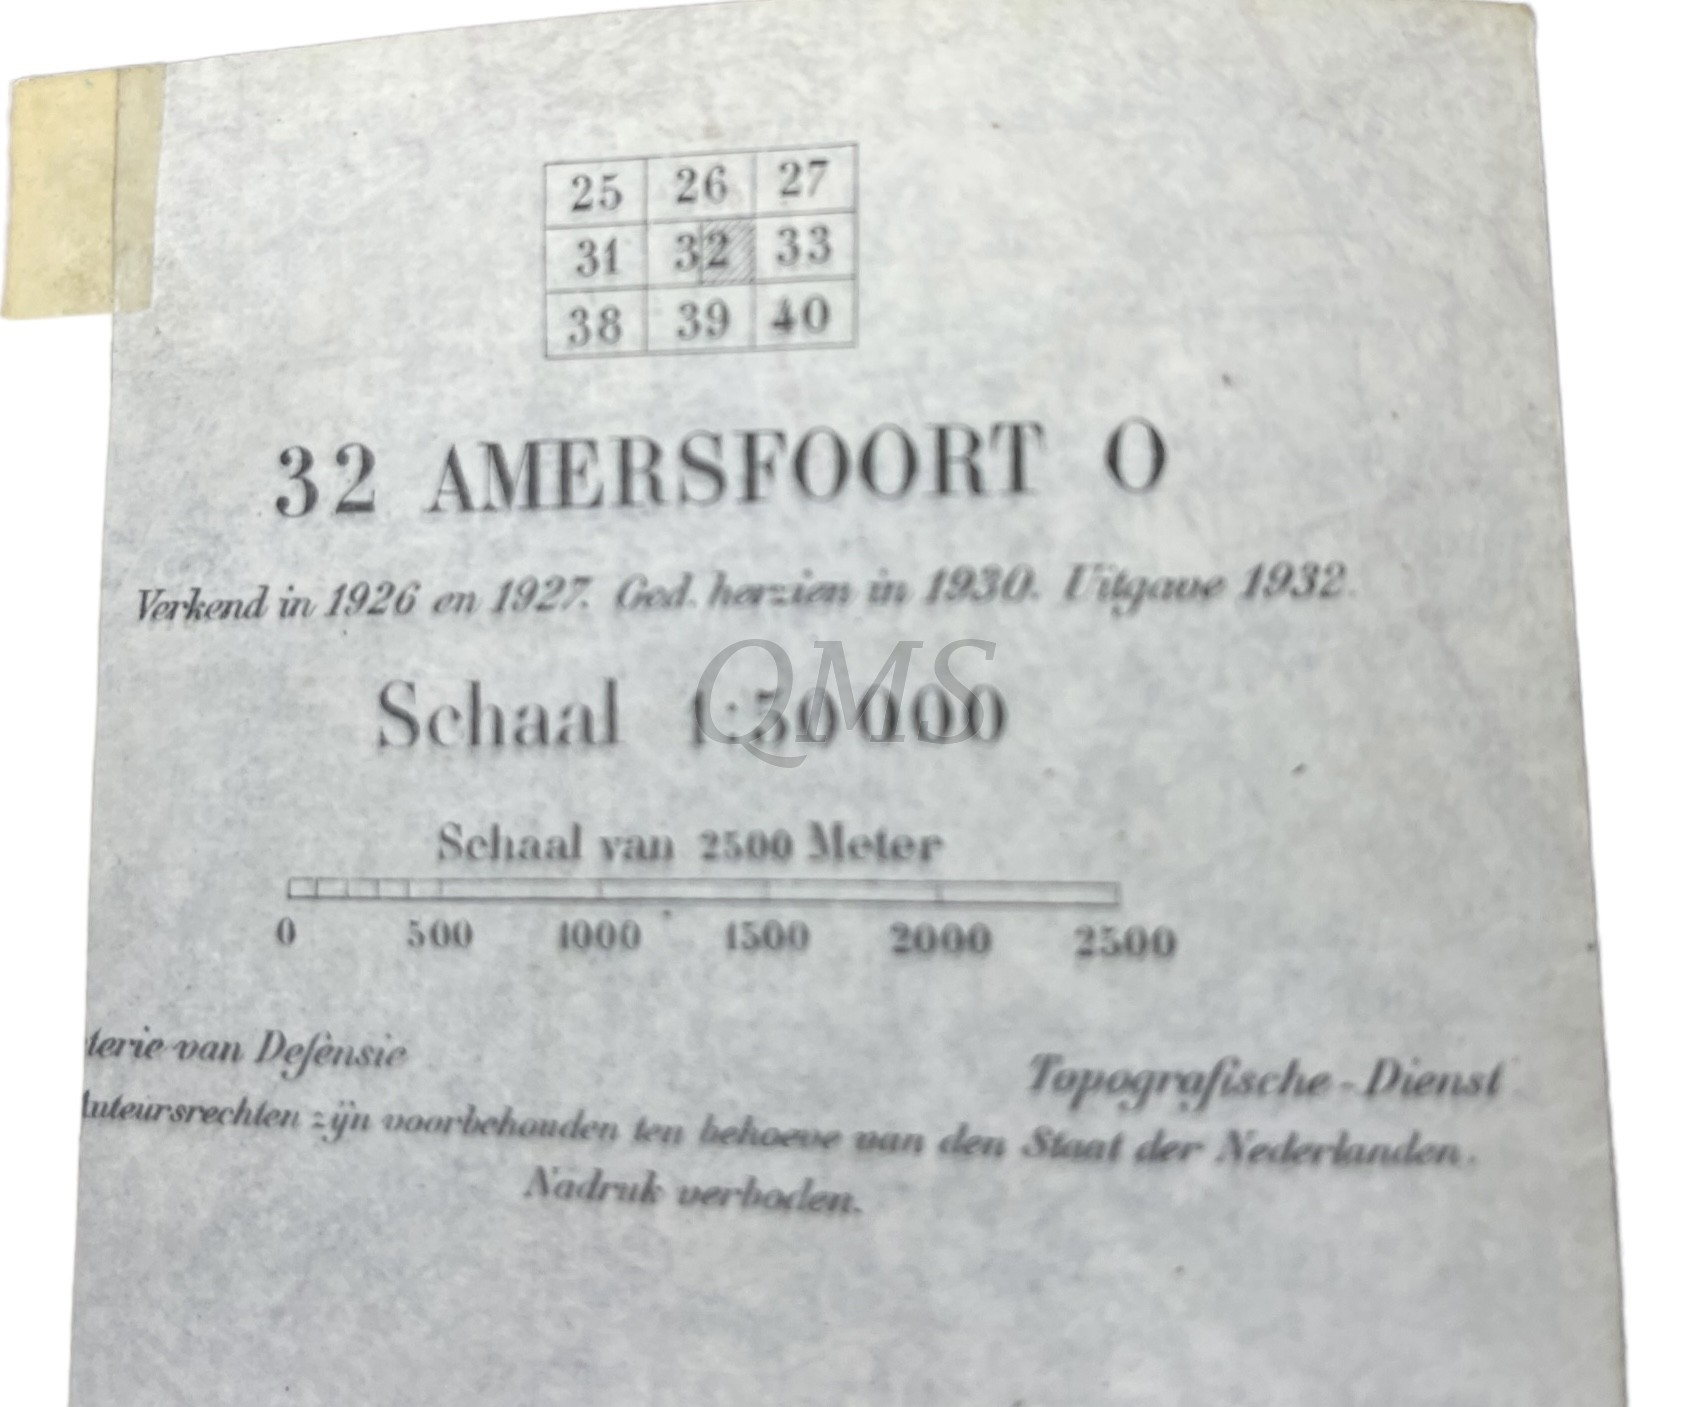 25 26 27
31 32 33
38 39 40
32 AMERSFOORT O
Verkend in 1926 en 1927. Ged. herzien in 1930. Uitgave 1932.
Schaal 1:50000
QMS
Schaal van 2500 Meter
0 500 1000 1500 2000 2500
terie van Defensie
Topografische-Dienst
Auteursrechten zijn voorbehouden ten behoeve van den Staat der Nederlanden.
Nadruk verboden.